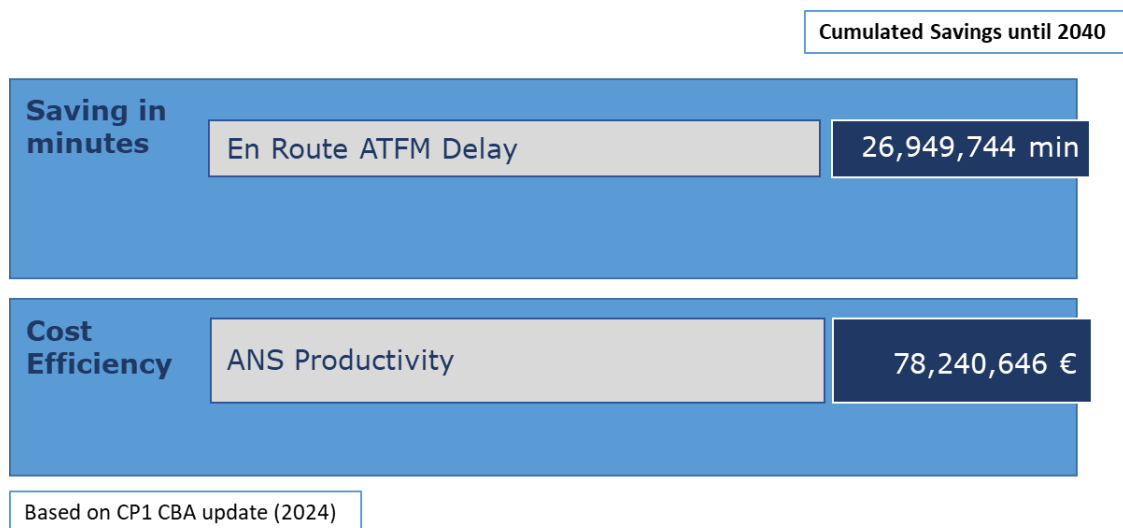 Cumulated Savings until 2040
Saving in
minutes
En Route ATFM Delay
26,949,744 min
Cost
Efficiency
ANS Productivity
78,240,646 €
Based on CP1 CBA update (2024)